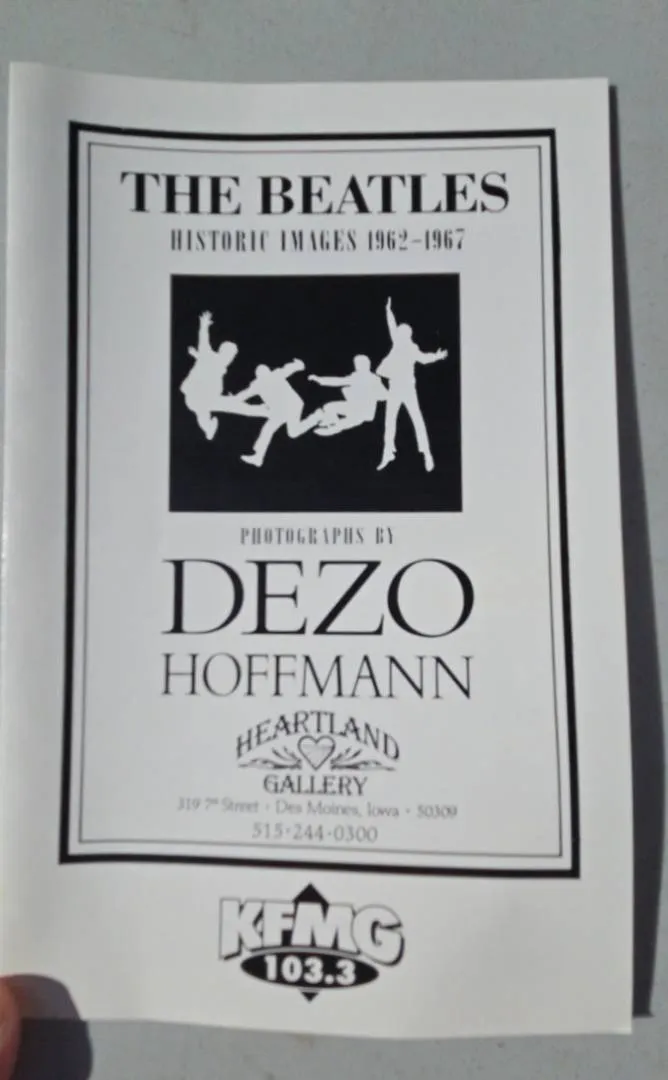 THE BEATLES
HISTORIC IMAGES 1962-1967
PHOTOGRAPHS BY
DEZO
HOFFMANN
HEARTLAND
GALLERY
319 7th Street · Des Moines, Iowa · 50309
515·244·0300
KFMG
103.3